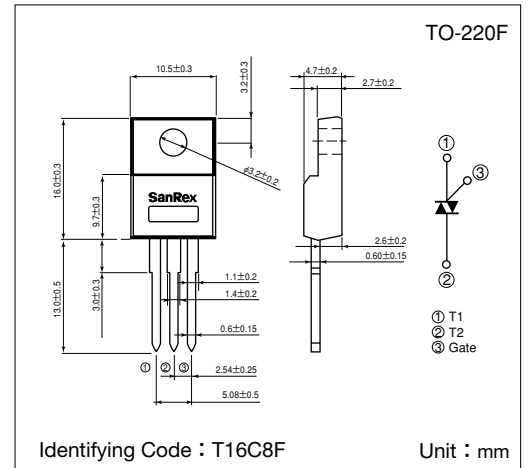 TO-220F
10.5±0.3
3.2±0.3
4.7±0.2
2.7±0.2
16.0±0.3
9.7±0.3
φ3.2±0.2
SanRex
13.0±0.5
3.0±0.3
1.1±0.2
1.4±0.2
0.6±0.15
2.54±0.25
5.08±0.5
① ② ③
2.6±0.2
0.60±0.15
①
③
②
① T1
② T2
③ Gate
Identifying Code：T16C8F
Unit：mm